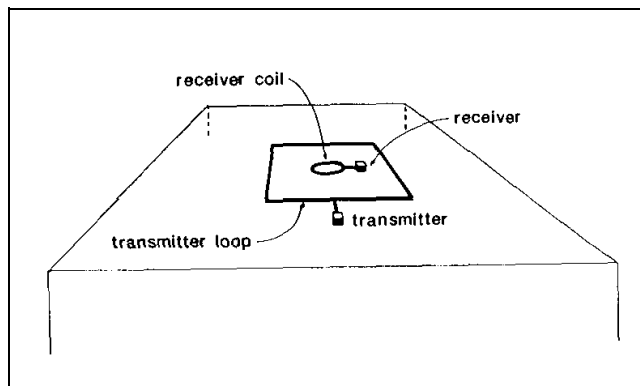 receiver coil
receiver
transmitter
transmitter loop